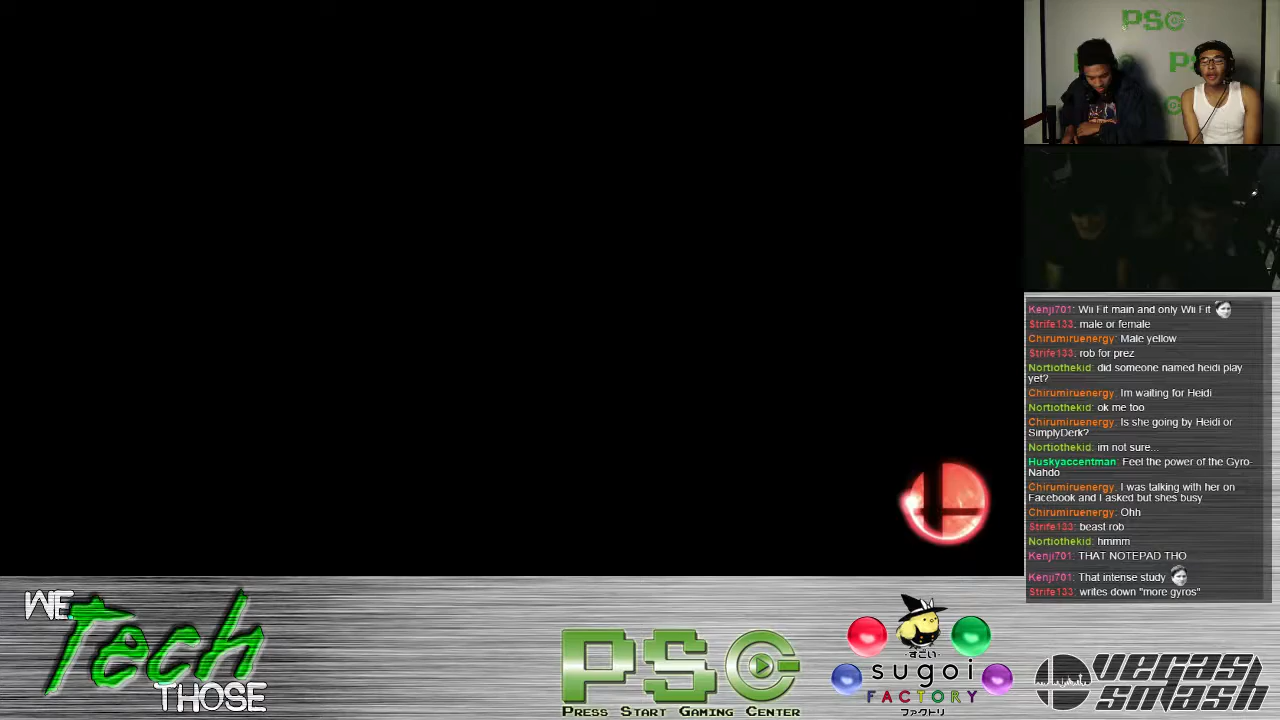 PSC
Kenji701: Wii Fit main and only Wii Fit
Strife133: male or female
Chirumiruenergy: Male yellow
Strife133: rob for prez
Nortiothekid: did someone named heidi play
yet?
Chirumiruenergy: Im waiting for Heidi
Nortiothekid: ok me too
Chirumiruenergy: Is she going by Heidi or
SimplyDerk?
Nortiothekid: im not sure...
Huskyaccentman: Feel the power of the Gyro-
Nahdo
Chirumiruenergy: I was talking with her on
Facebook and I asked but shes busy
Chirumiruenergy: Ohh
Strife133: beast rob
Nortiothekid: hmmm
Kenji701: THAT NOTEPAD THO
Kenji701: That intense study
Strife133: writes down "more gyros"
WE
Tech
THOSE
PSC
PRESS START GAMING CENTER
すごい
sugoi
FACTORY
ファクトリ
VEGAS
SMASH